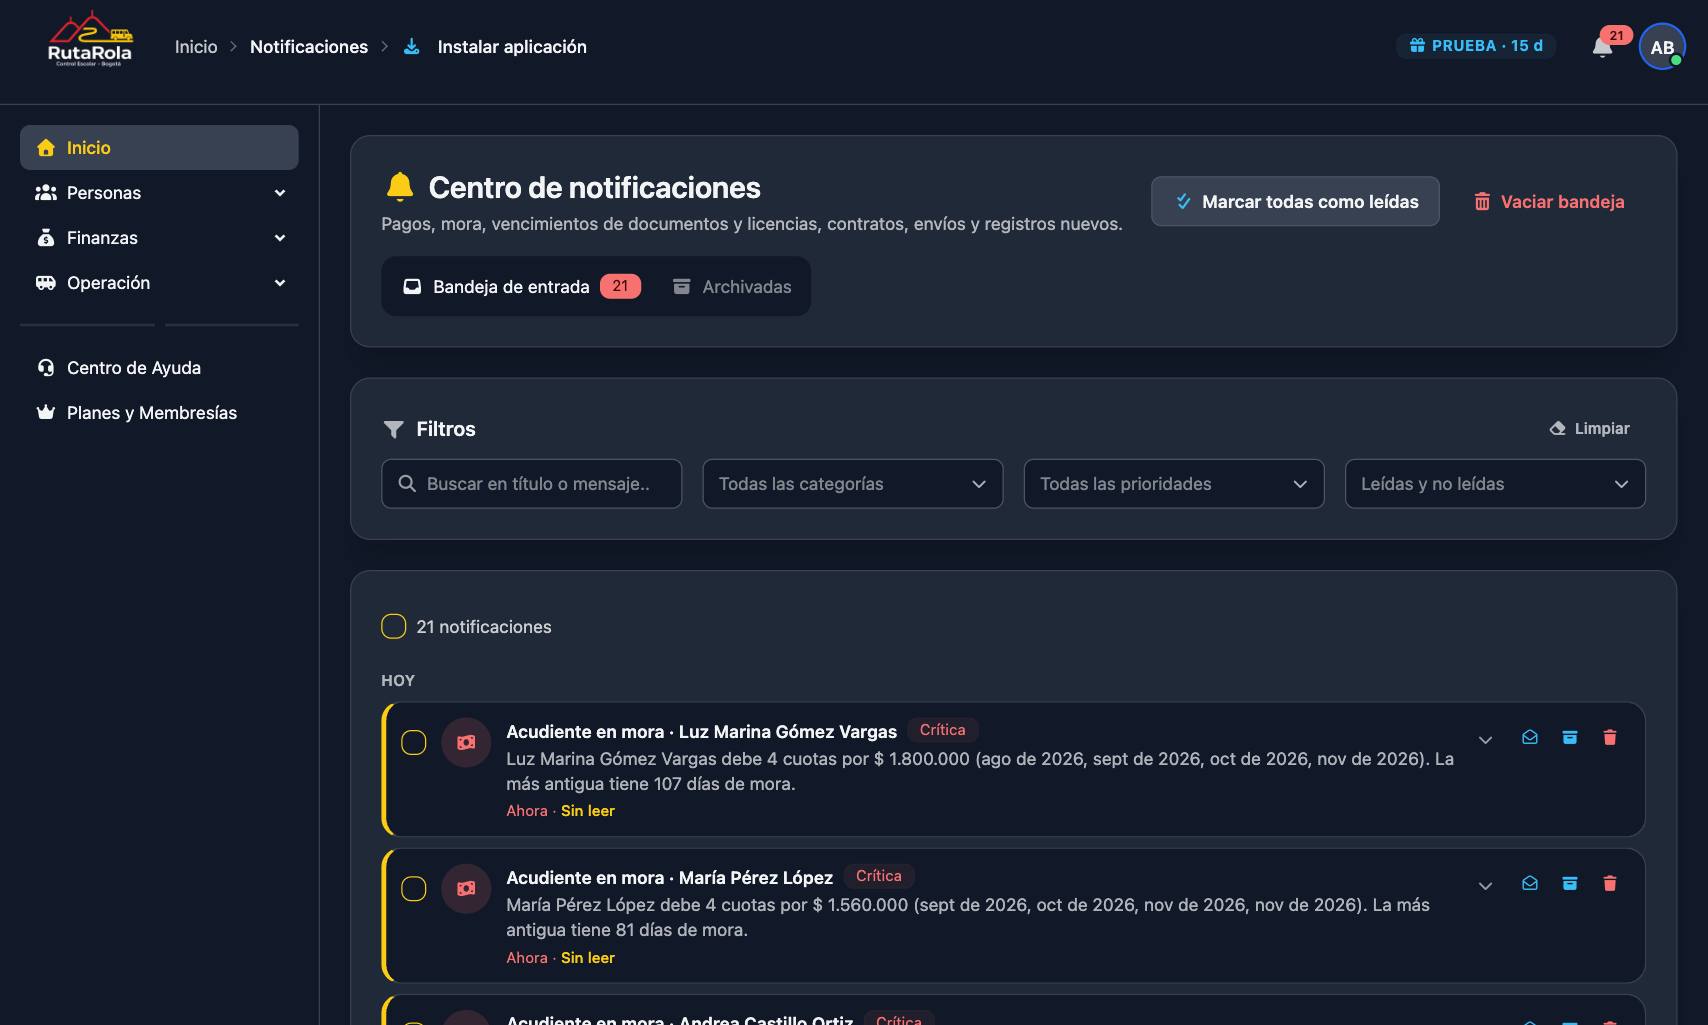 RutaRola
Control Escolar - Bogotá
Inicio
Notificaciones
Instalar aplicación
PRUEBA · 15 d
21
AB
Inicio
Personas
Finanzas
Operación
Centro de Ayuda
Planes y Membresías
Centro de notificaciones
Pagos, mora, vencimientos de documentos y licencias, contratos, envíos y registros nuevos.
Marcar todas como leídas
Vaciar bandeja
Bandeja de entrada 21
Archivadas
Filtros
Limpiar
Buscar en título o mensaje..
Todas las categorías
Todas las prioridades
Leídas y no leídas
21 notificaciones
HOY
Acudiente en mora · Luz Marina Gómez Vargas Crítica
Luz Marina Gómez Vargas debe 4 cuotas por $ 1.800.000 (ago de 2026, sept de 2026, oct de 2026, nov de 2026). La
más antigua tiene 107 días de mora.
Ahora · Sin leer
Acudiente en mora · María Pérez López Crítica
María Pérez López debe 4 cuotas por $ 1.560.000 (sept de 2026, oct de 2026, nov de 2026, nov de 2026). La más
antigua tiene 81 días de mora.
Ahora · Sin leer
Acudiente en mora · Andrea Castillo Ortiz Crítica